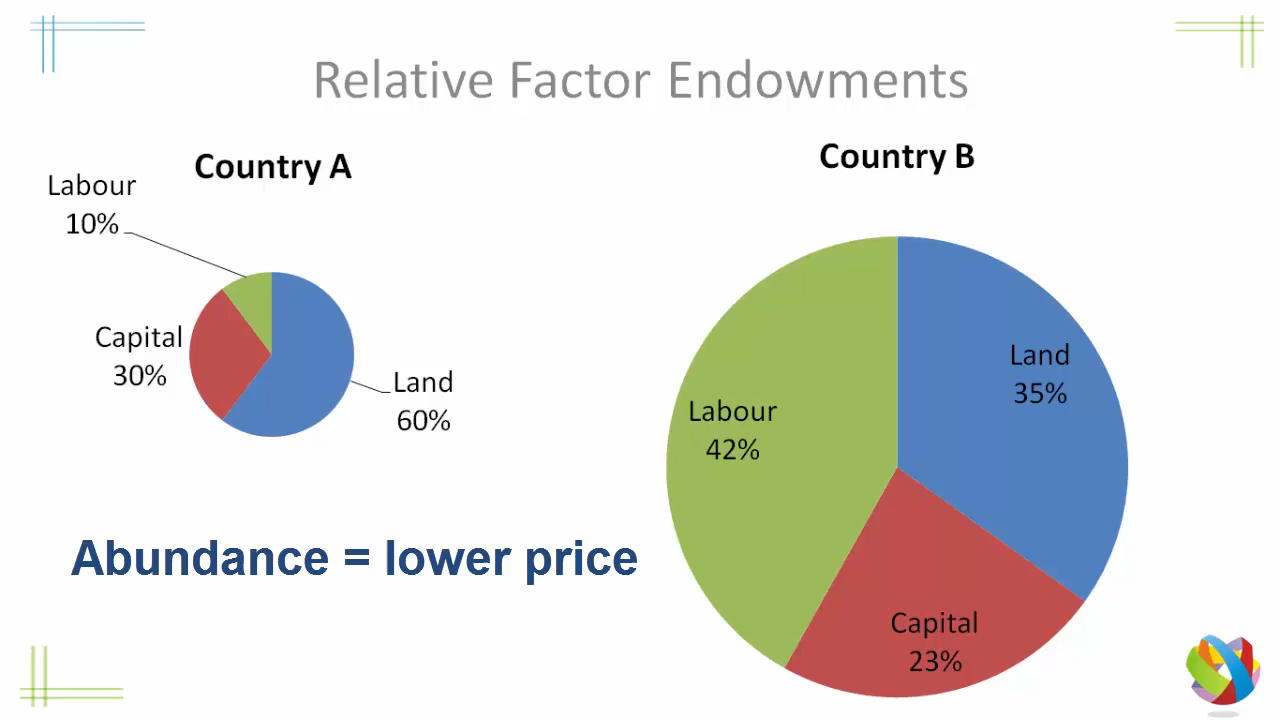 Relative Factor Endowments
Country A
Labour
10%
Capital
30%
Land
60%
Country B
Land
35%
Labour
42%
Capital
23%
Abundance = lower price